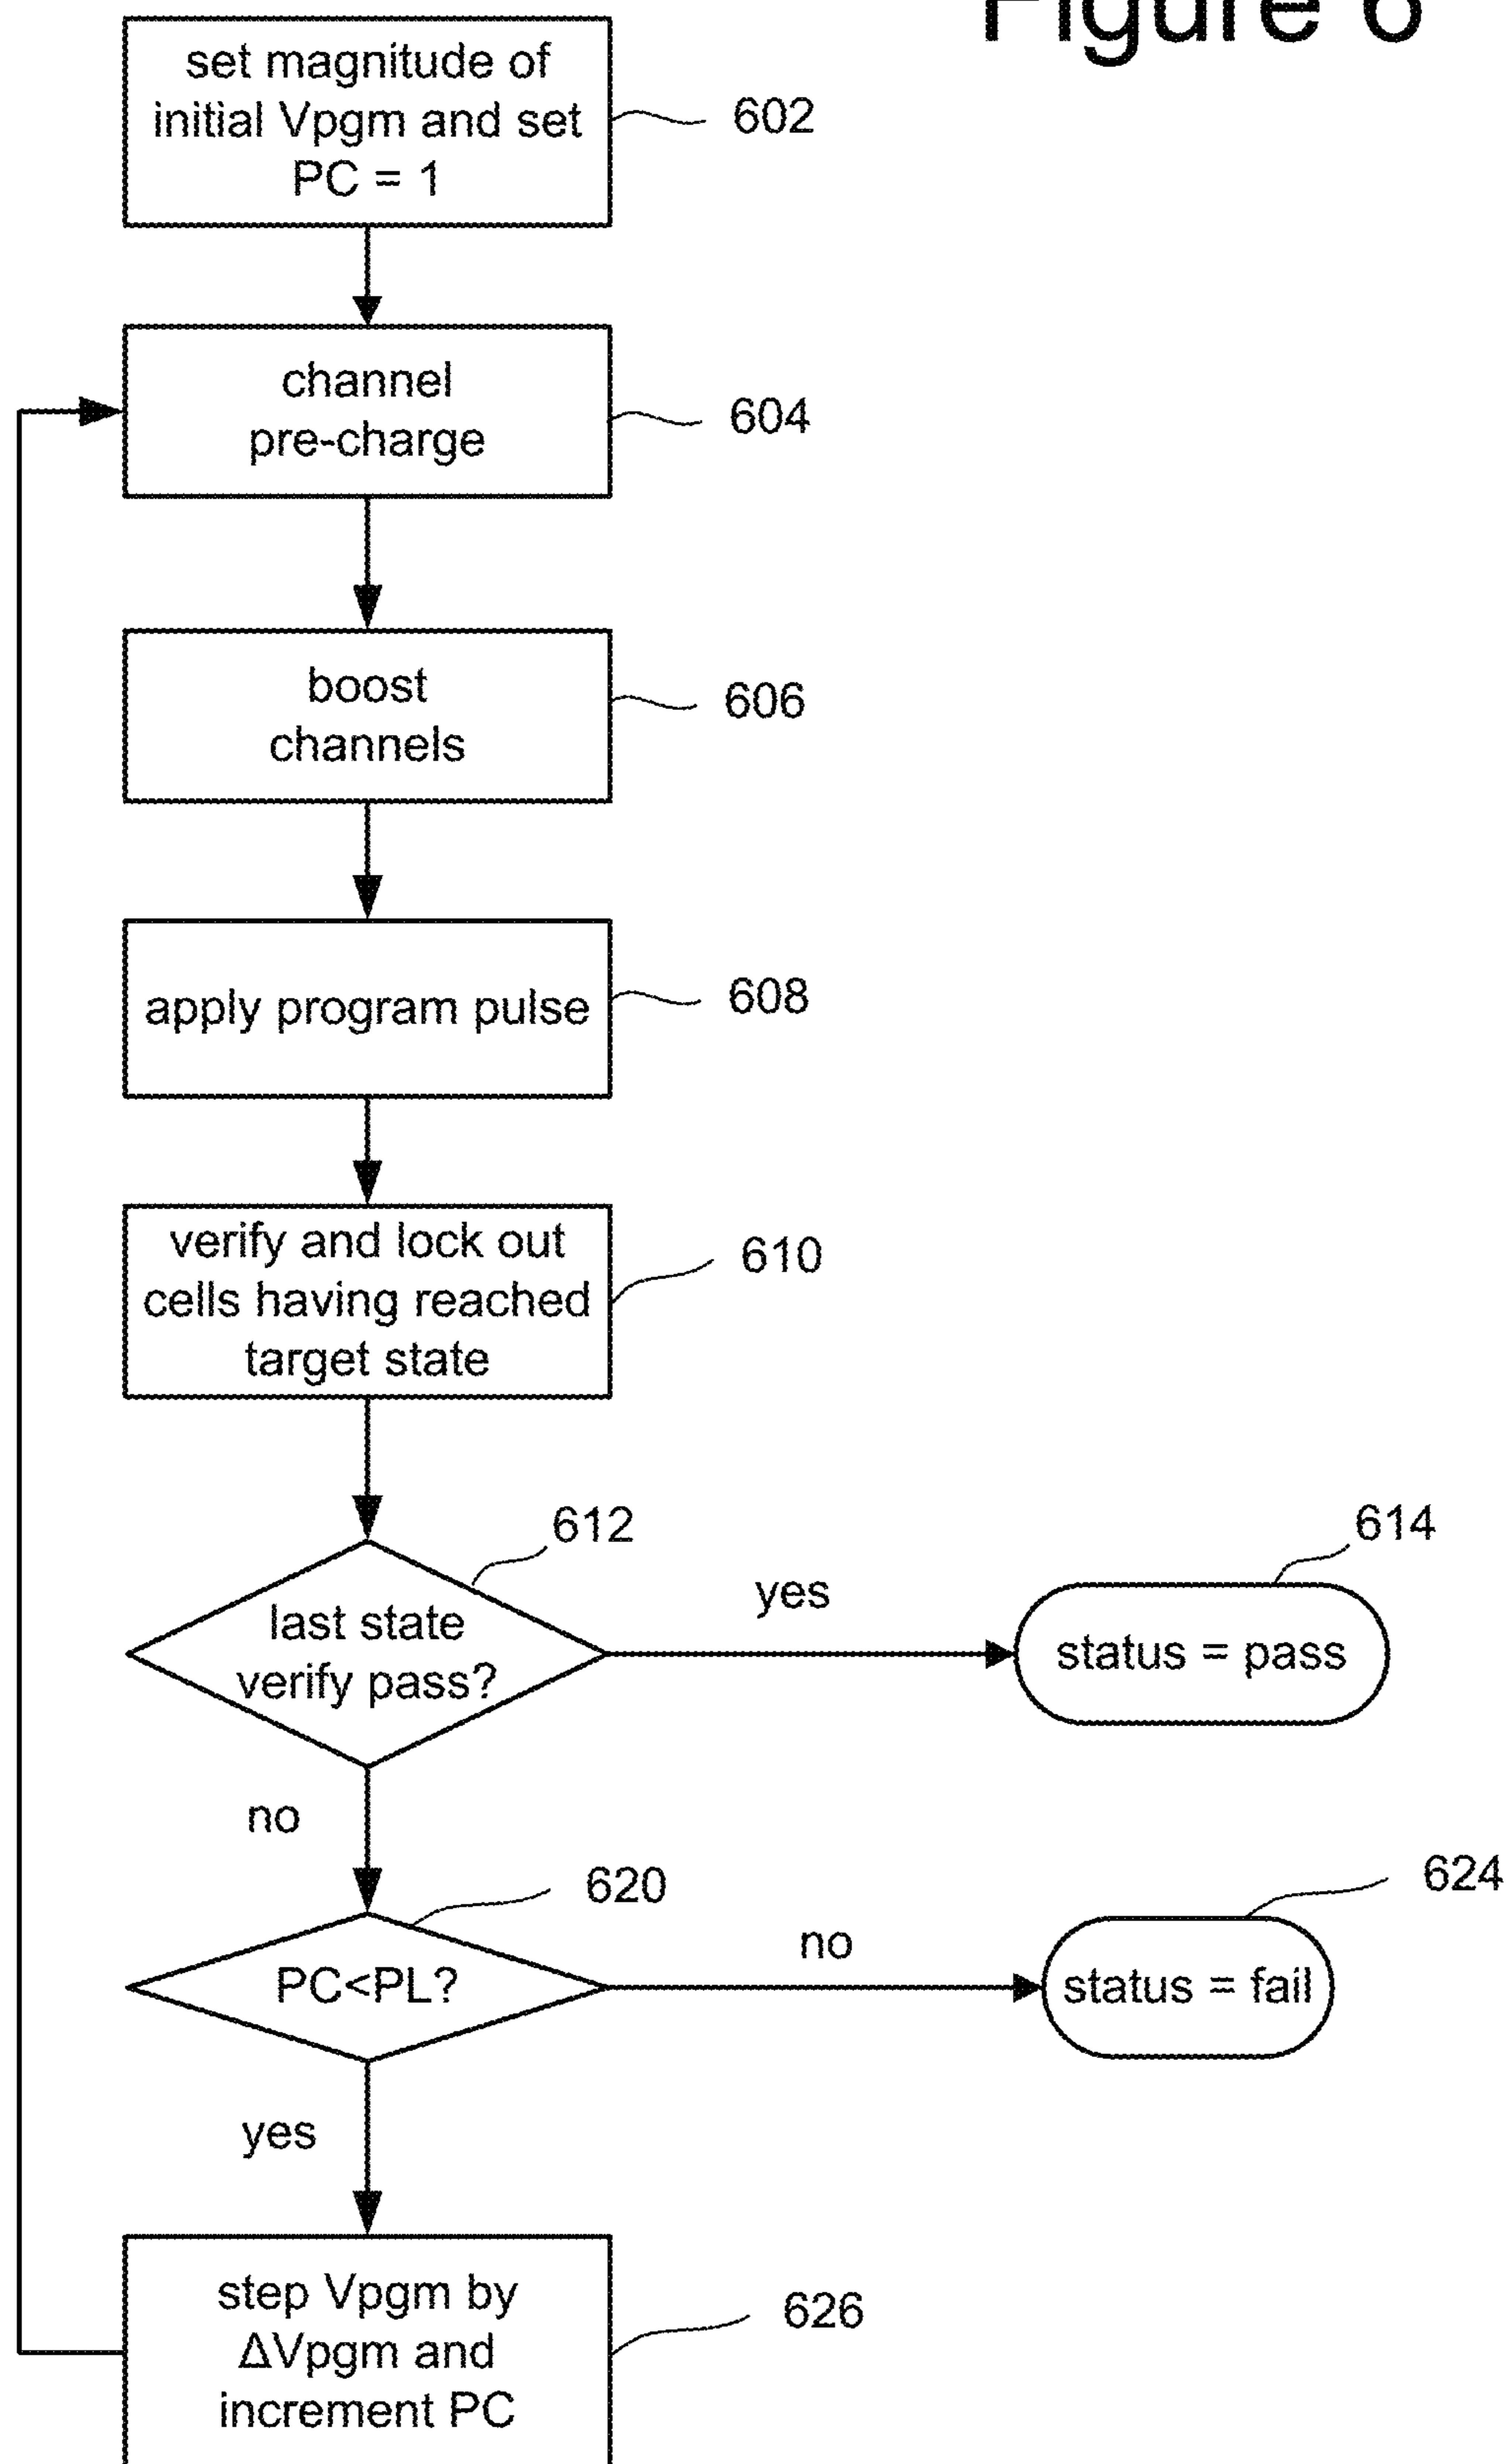 Figure 6
set magnitude of
initial Vpgm and set
PC = 1
602
channel
pre-charge
604
boost
channels
606
apply program pulse
608
verify and lock out
cells having reached
target state
610
612
last state
verify pass?
yes
614
status = pass
no
620
PC<PL?
no
624
status = fail
yes
step Vpgm by
ΔVpgm and
increment PC
626